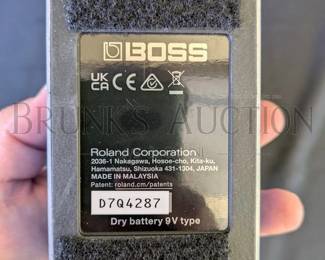 BOSS
UK
CA CE
BRUNK'S AUCTION
Roland Corporation
2036-1 Nakagawa, Hosoe-cho, Kita-ku,
Hamamatsu, Shizuoka 431-1304, JAPAN
MADE IN MALAYSIA
Patent: roland.cm/patents
D7Q4287
Dry battery 9V type